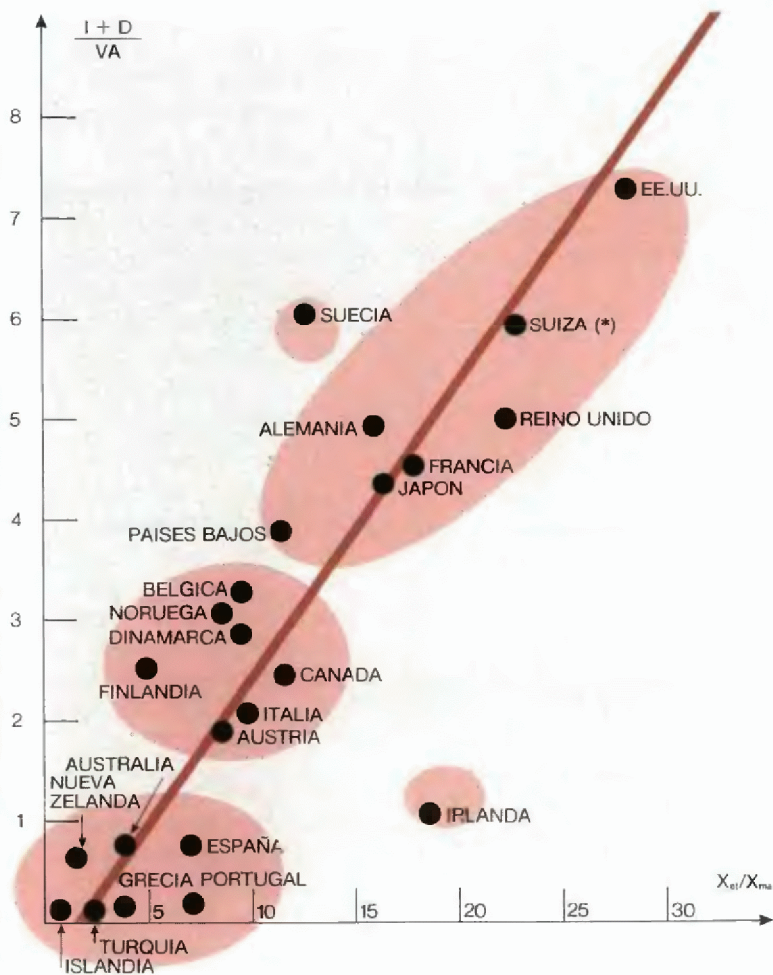 I + D
VA
8
7
6
5
4
3
2
1
EE.UU.
SUECIA
SUIZA (*)
ALEMANIA
REINO UNIDO
FRANCIA
JAPON
PAISES BAJOS
BELGICA
NORUEGA
DINAMARCA
FINLANDIA
CANADA
ITALIA
AUSTRIA
AUSTRALIA
NUEVA
ZELANDA
IRLANDA
ESPAÑA
GRECIA PORTUGAL
5
10
15
20
25
30
TURQUIA
ISLANDIA